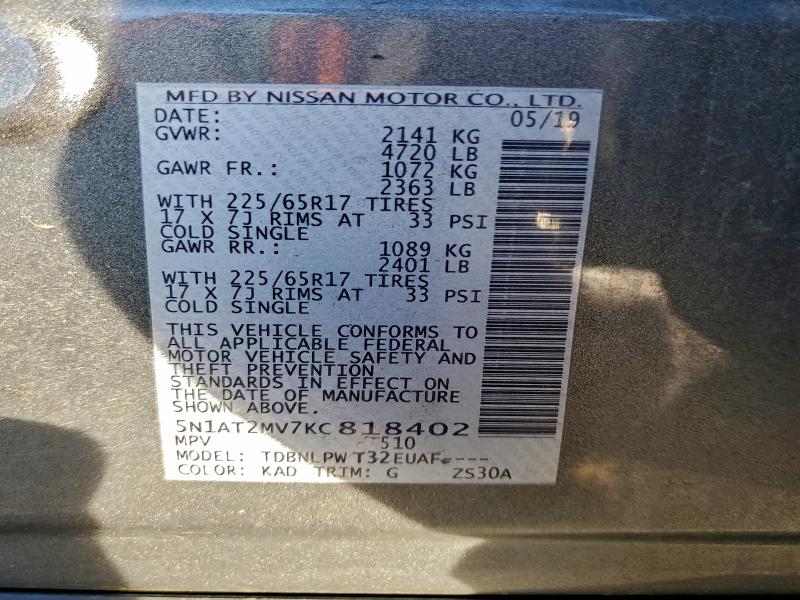 MFD BY NISSAN MOTOR CO., LTD.
DATE: 05/19
GVWR: 2141 KG
4720 LB
GAWR FR.: 1072 KG
2363 LB
WITH 225/65R17 TIRES
17 X 7J RIMS AT 33 PSI
COLD SINGLE
GAWR RR.: 1089 KG
2401 LB
WITH 225/65R17 TIRES
17 X 7J RIMS AT 33 PSI
COLD SINGLE
THIS VEHICLE CONFORMS TO
ALL APPLICABLE FEDERAL
MOTOR VEHICLE SAFETY AND
THEFT PREVENTION
STANDARDS IN EFFECT ON
THE DATE OF MANUFACTURE
SHOWN ABOVE.
5N1AT2MV7KC818402
MPV 510
MODEL: TDBNLPW T32EUAF-----
COLOR: KAD TRIM: G ZS30A